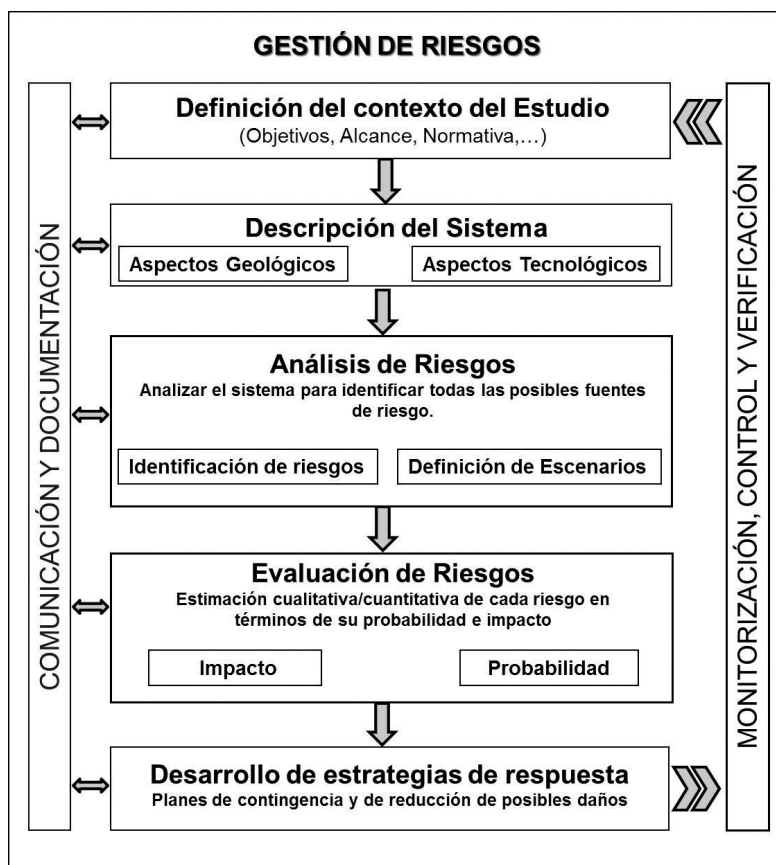 GESTIÓN DE RIESGOS
COMUNICACIÓN Y DOCUMENTACIÓN
Definición del contexto del Estudio
(Objetivos, Alcance, Normativa,...)
Descripción del Sistema
Aspectos Geológicos
Aspectos Tecnológicos
Análisis de Riesgos
Analizar el sistema para identificar todas las posibles fuentes
de riesgo.
Identificación de riesgos
Definición de Escenarios
Evaluación de Riesgos
Estimación cualitativa/cuantitativa de cada riesgo en
términos de su probabilidad e impacto
Impacto
Probabilidad
Desarrollo de estrategias de respuesta
Planes de contingencia y de reducción de posibles daños
MONITORIZACIÓN, CONTROL Y VERIFICACIÓN